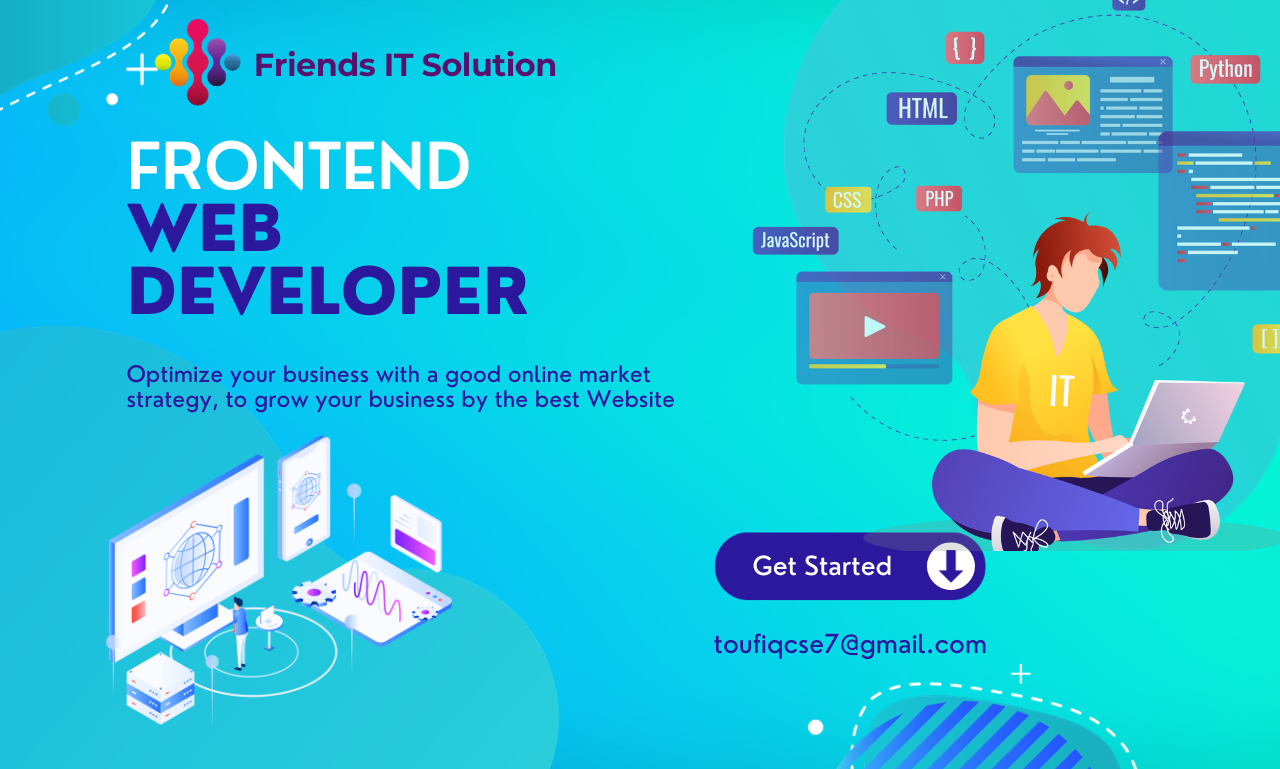 Friends IT Solution
FRONTEND
WEB
DEVELOPER
Optimize your business with a good online market
strategy, to grow your business by the best Website
</>
{ }
Python
HTML
CSS
PHP
JavaScript
[ ]
IT
Get Started
toufiqcse7@gmail.com